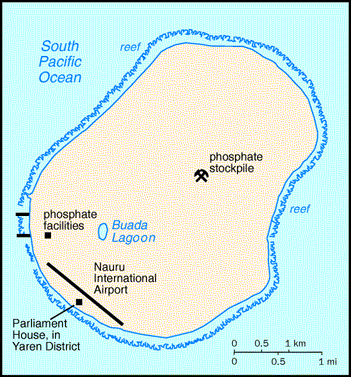 South
Pacific
Ocean
reef
phosphate
stockpile
reef
phosphate
facilities
Buada
Lagoon
Nauru
International
Airport
Parliament
House, in
Yaren District
0 0.5 1 km
0 0.5 1 mi